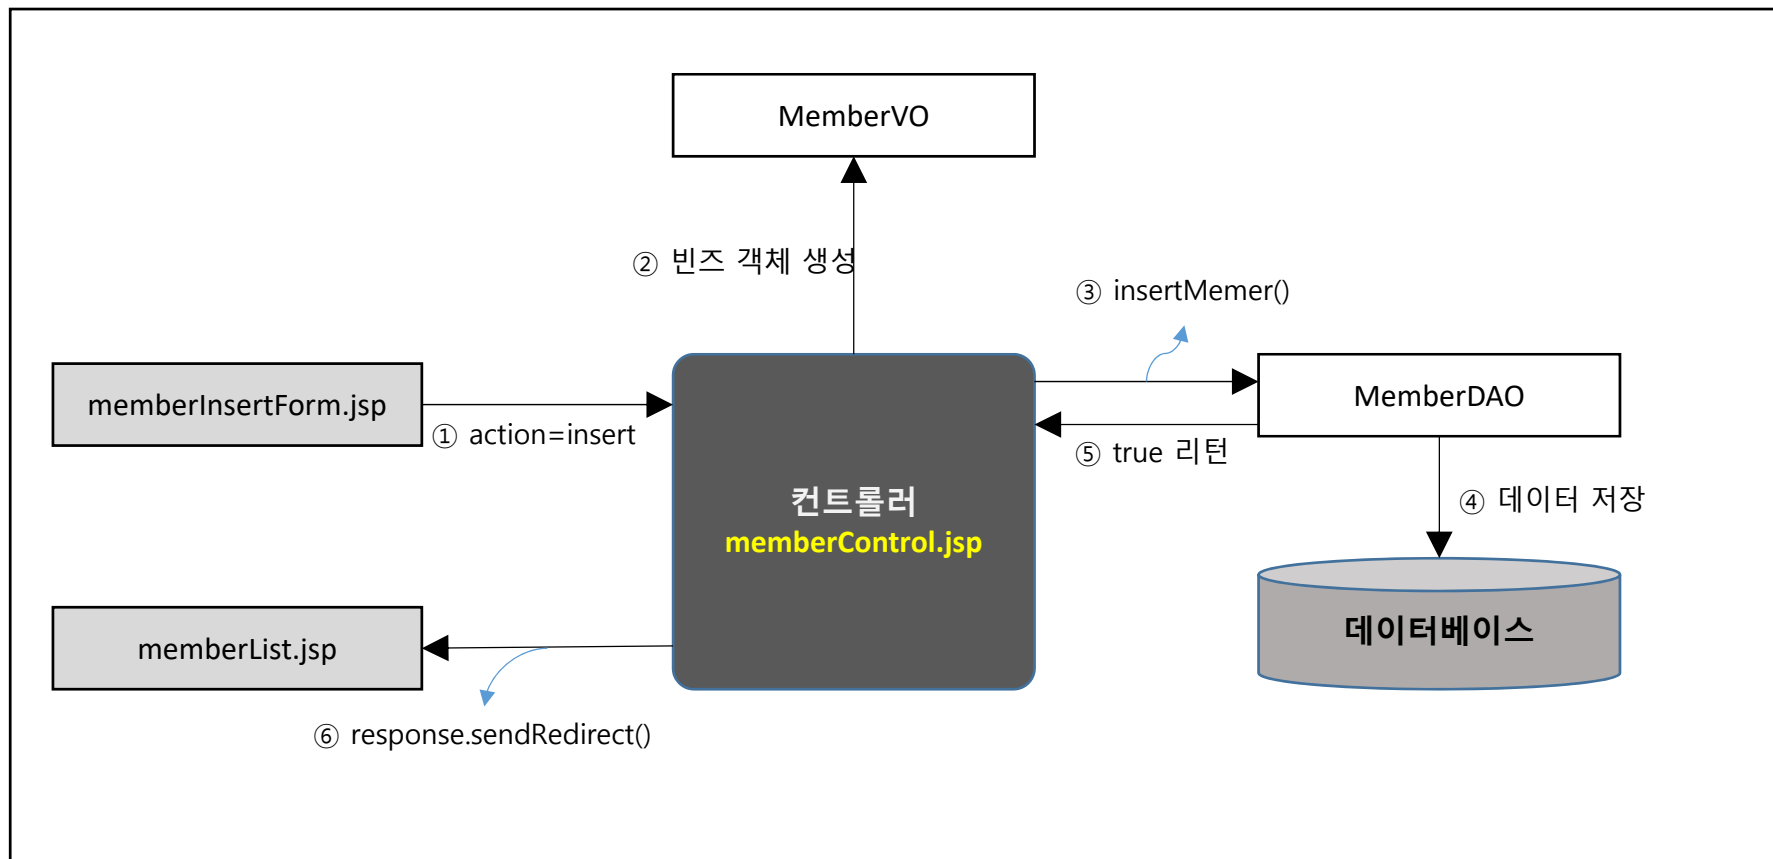 MemberVO
② 빈즈 객체 생성
③ insertMemer()
memberInsertForm.jsp
① action=insert
MemberDAO
⑤ true 리턴
컨트롤러
memberControl.jsp
④ 데이터 저장
데이터베이스
memberList.jsp
⑥ response.sendRedirect()